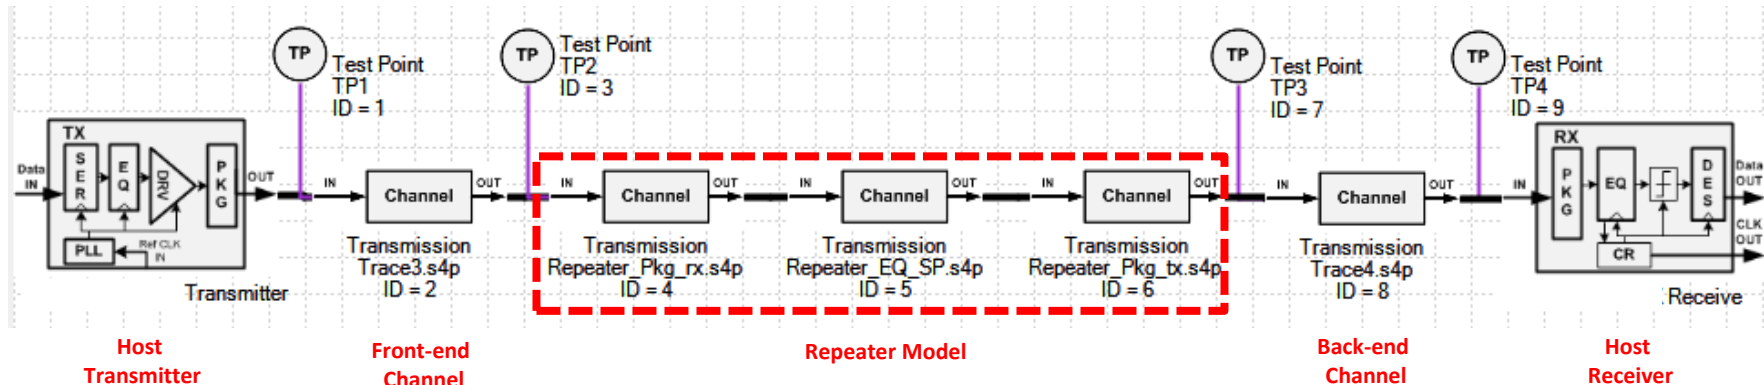 TP
Test Point
TP1
ID = 1
TP
Test Point
TP2
ID = 3
TP
Test Point
TP3
ID = 7
TP
Test Point
TP4
ID = 9
TX
Data
IN
SER
EQ
DRV
PKG
OUT
PLL
Ref CLK
IN
Transmitter
IN
Channel
OUT
Transmission
Trace3.s4p
ID = 2
IN
Channel
OUT
Transmission
Repeater_Pkg_rx.s4p
ID = 4
IN
Channel
OUT
Transmission
Repeater_EQ_SP.s4p
ID = 5
IN
Channel
OUT
Transmission
Repeater_Pkg_tx.s4p
ID = 6
IN
Channel
OUT
Transmission
Trace4.s4p
ID = 8
IN
RX
PKG
EQ
DES
CR
Data
OUT
CLK
OUT
Receive
Host
Transmitter
Front-end
Channel
Repeater Model
Back-end
Channel
Host
Receiver